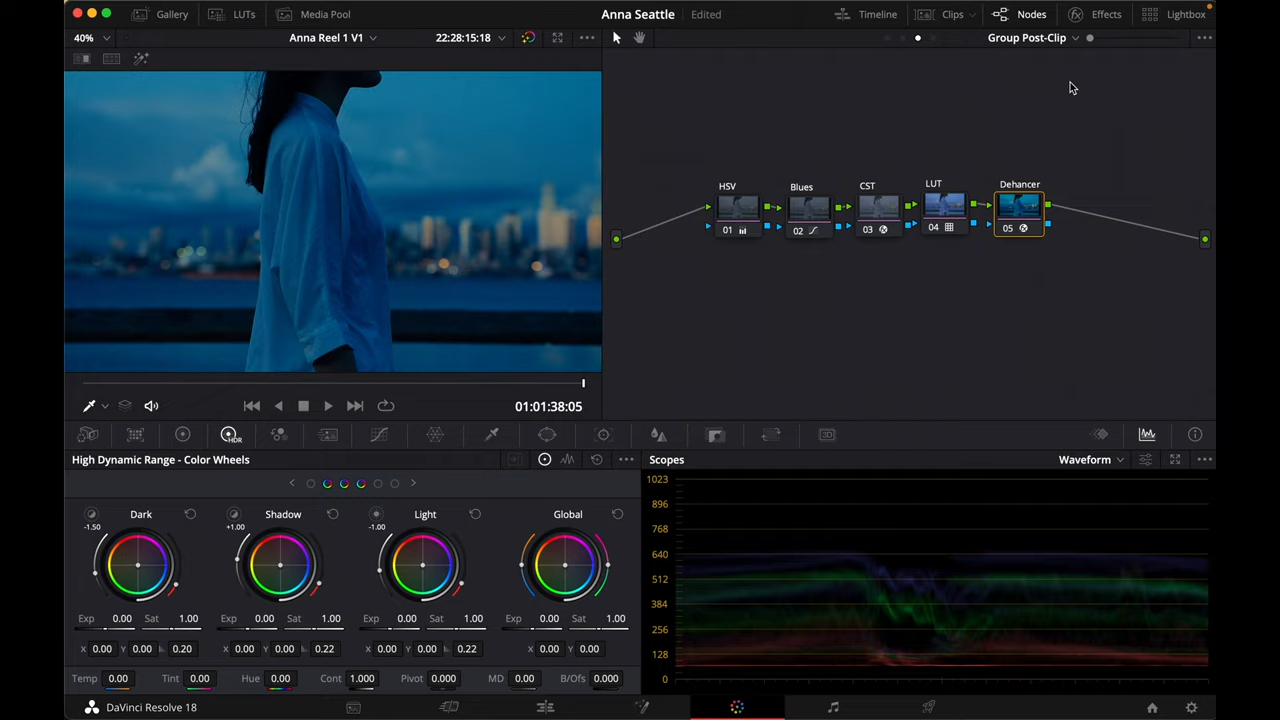 Gallery LUTs Media Pool Anna Seattle Edited Timeline Clips Nodes Effects Lightbox
40% Anna Reel 1 V1 22:28:15:18 Group Post-Clip
HSV Blues CST LUT Dehancer
01 02 03 04 05
01:01:38:05
HDR
High Dynamic Range - Color Wheels Scopes Waveform
Dark Shadow Light Global
-1.50 +1.00 -1.00
Exp 0.00 Sat 1.00 Exp 0.00 Sat 1.00 Exp 0.00 Sat 1.00 Exp 0.00 Sat 1.00
X 0.00 Y 0.00 0.20 X 0.00 Y 0.00 0.22 X 0.00 Y 0.00 0.22 X 0.00 Y 0.00
Temp 0.00 Tint 0.00 Hue 0.00 Cont 1.000 Pivot 0.000 MD 0.00 B/Ofs 0.000
1023
896
768
640
512
384
256
128
0
DaVinci Resolve 18